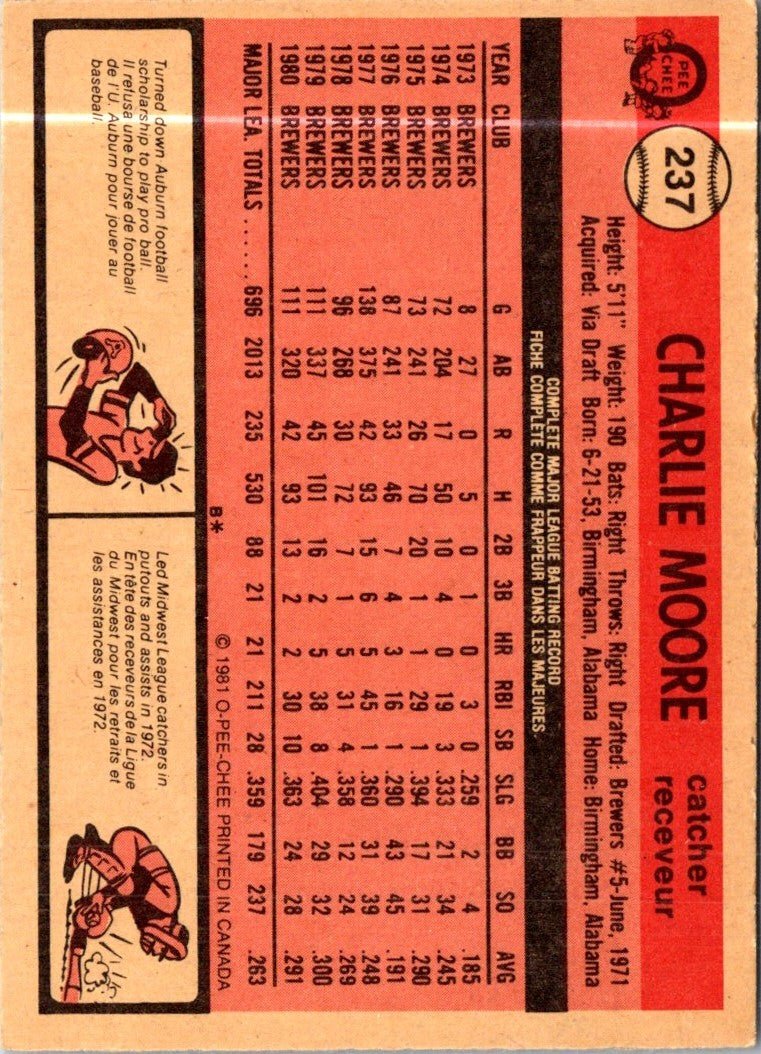 O
PEE
CHEE
237
CHARLIE MOORE
catcher
receveur
Height: 5'11" Weight: 190 Bats: Right Throws: Right Drafted: Brewers #5-June, 1971
Acquired: Via Draft Born: 6-21-53, Birmingham, Alabama Home: Birmingham, Alabama
COMPLETE MAJOR LEAGUE BATTING RECORD
FICHE COMPLÈTE COMME FRAPPEUR DANS LES MAJEURES.
YEAR CLUB G AB R H 2B 3B HR RBI SB SLG BB SO AVG
1973 BREWERS 8 27 0 5 0 1 0 3 0 .259 2 4 .185
1974 BREWERS 72 204 17 50 10 4 0 19 3 .333 21 34 .245
1975 BREWERS 73 241 26 70 20 1 1 29 1 .394 17 31 .290
1976 BREWERS 87 241 33 46 7 4 3 16 1 .290 43 45 .191
1977 BREWERS 138 375 42 93 15 6 5 45 1 .360 31 39 .248
1978 BREWERS 96 268 30 72 7 1 5 31 4 .358 12 24 .269
1979 BREWERS 111 337 45 101 16 2 5 38 8 .404 29 32 .300
1980 BREWERS 111 320 42 93 13 2 2 30 10 .363 24 28 .291
MAJOR LEA. TOTALS ...... 696 2013 235 530 88 21 21 211 28 .359 179 237 .263
B* © 1981 O-PEE-CHEE PRINTED IN CANADA
Turned down Auburn football
scholarship to play pro ball.
Il refusa une bourse de football
de l'U. Auburn pour jouer au
baseball.
Led Midwest League catchers in
putouts and assists in 1972.
En tête des receveurs de la Ligue
du Midwest pour les retraits et
les assistances en 1972.